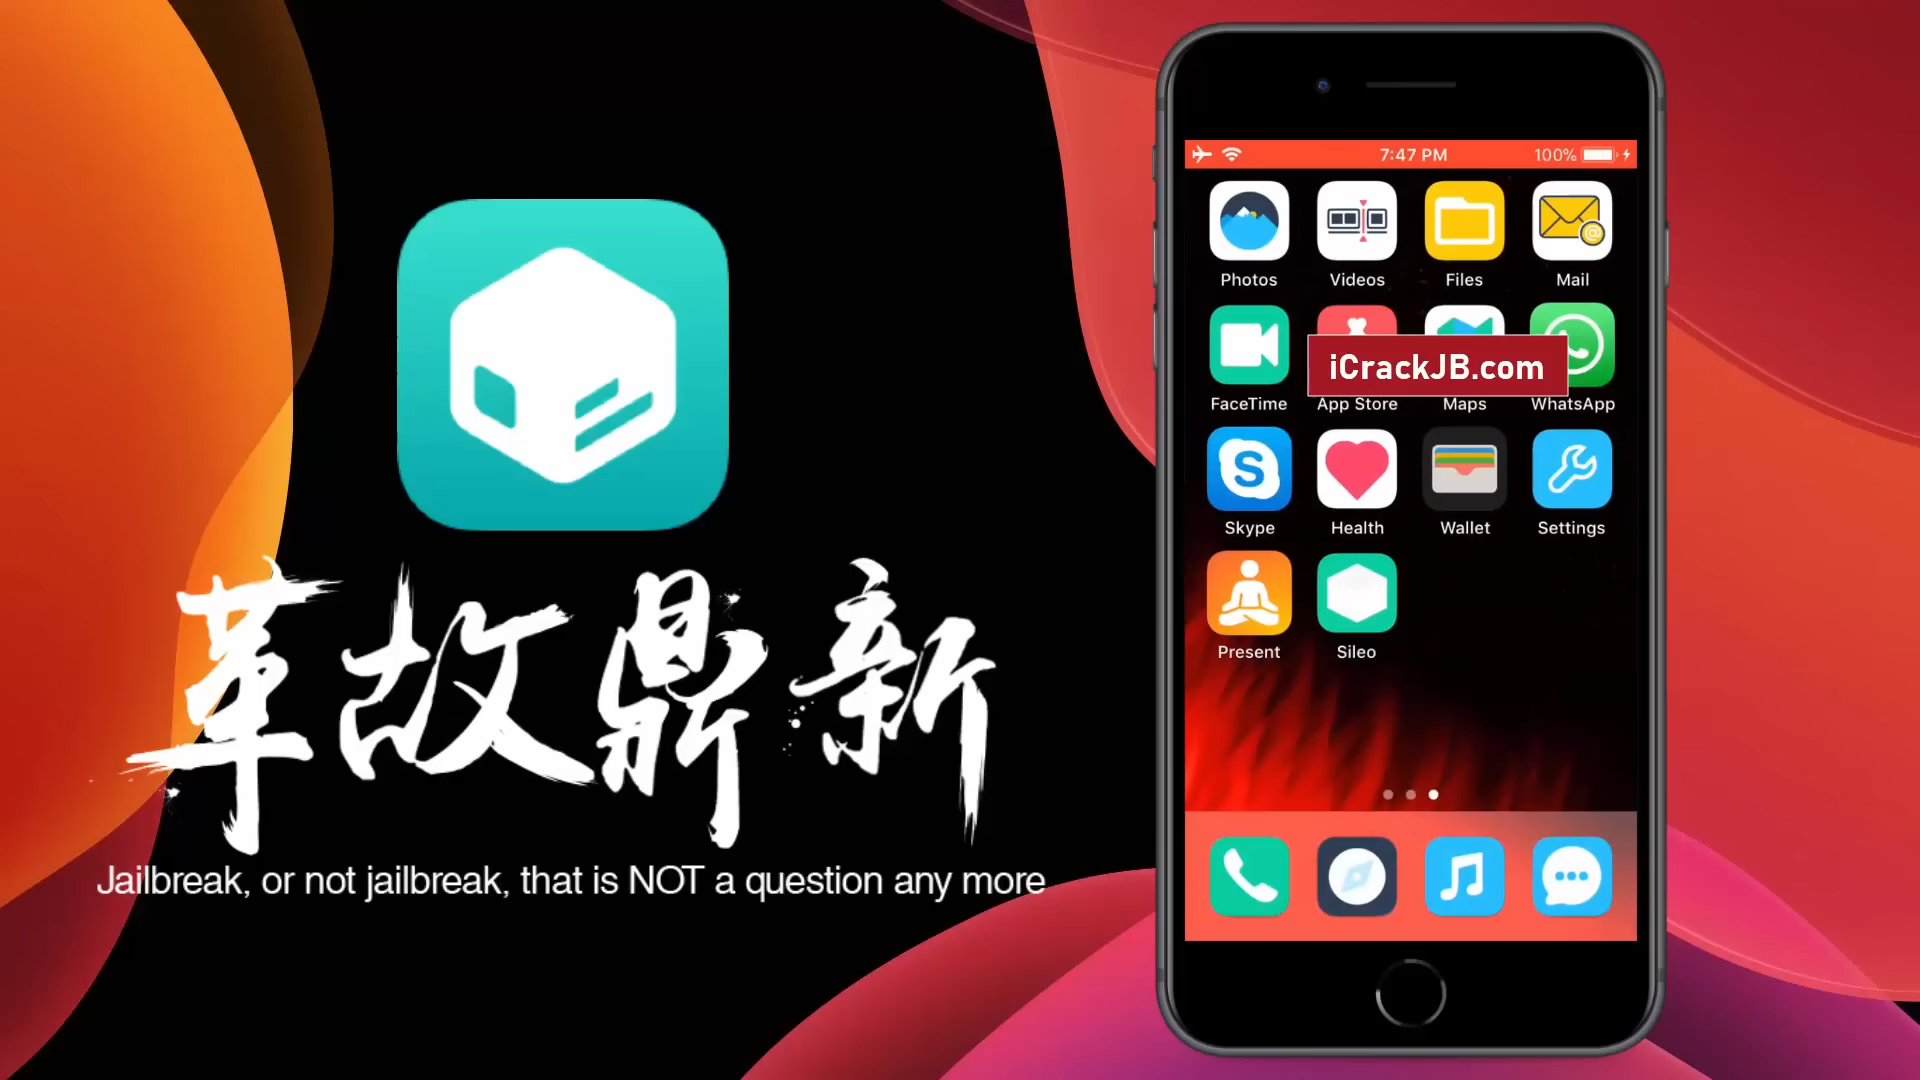 革故鼎新
Jailbreak, or not jailbreak, that is NOT a question any more
7:47 PM 100%
Photos Videos Files Mail
iCrackJB.com
FaceTime App Store Maps WhatsApp
S
Skype Health Wallet Settings
Present Sileo